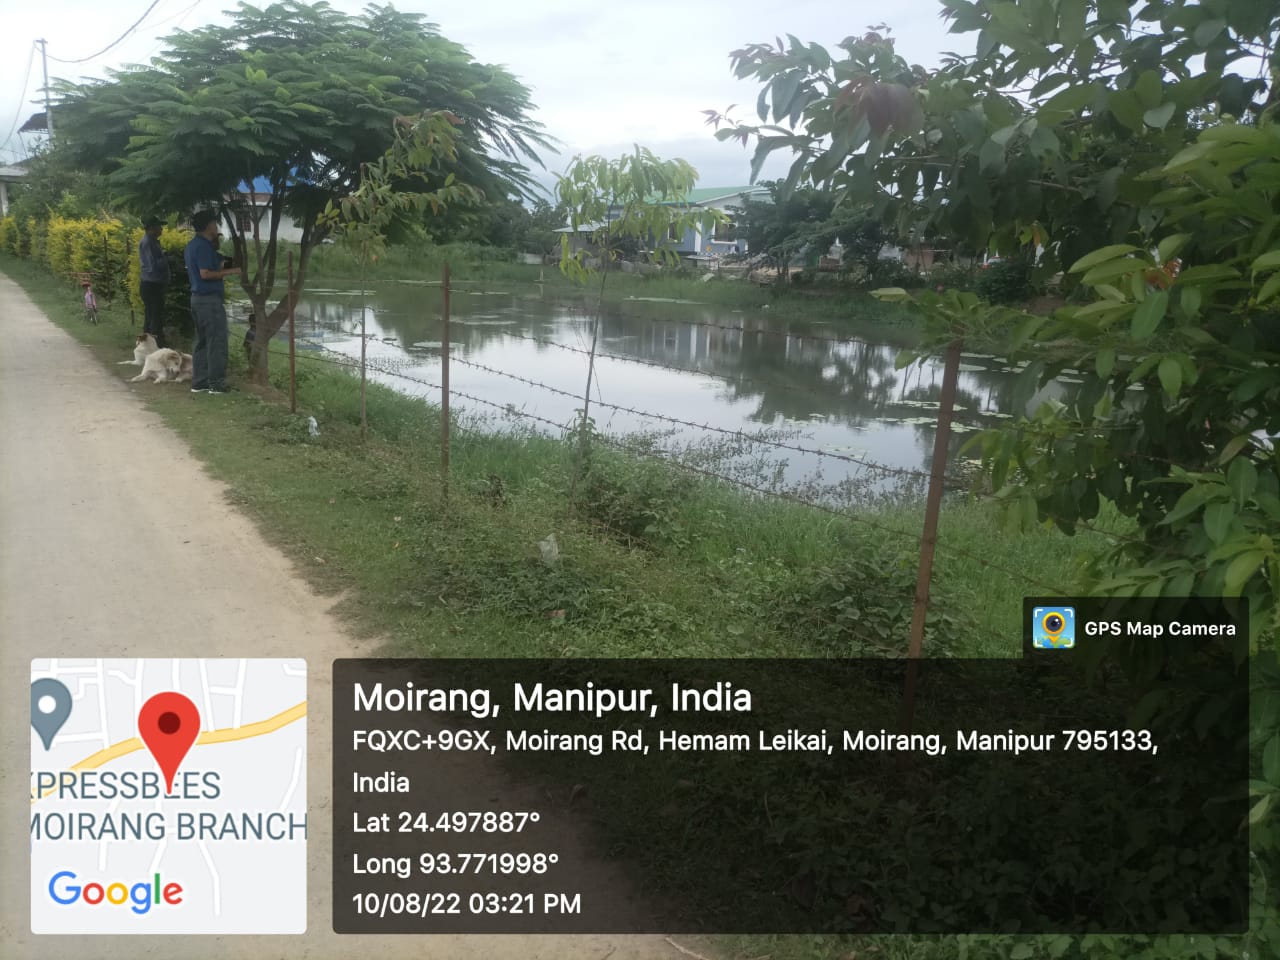 GPS Map Camera
Moirang, Manipur, India
FQXC+9GX, Moirang Rd, Hemam Leikai, Moirang, Manipur 795133,
India
Lat 24.497887°
Long 93.771998°
10/08/22 03:21 PM
XPRESSBEES
MOIRANG BRANCH
Google